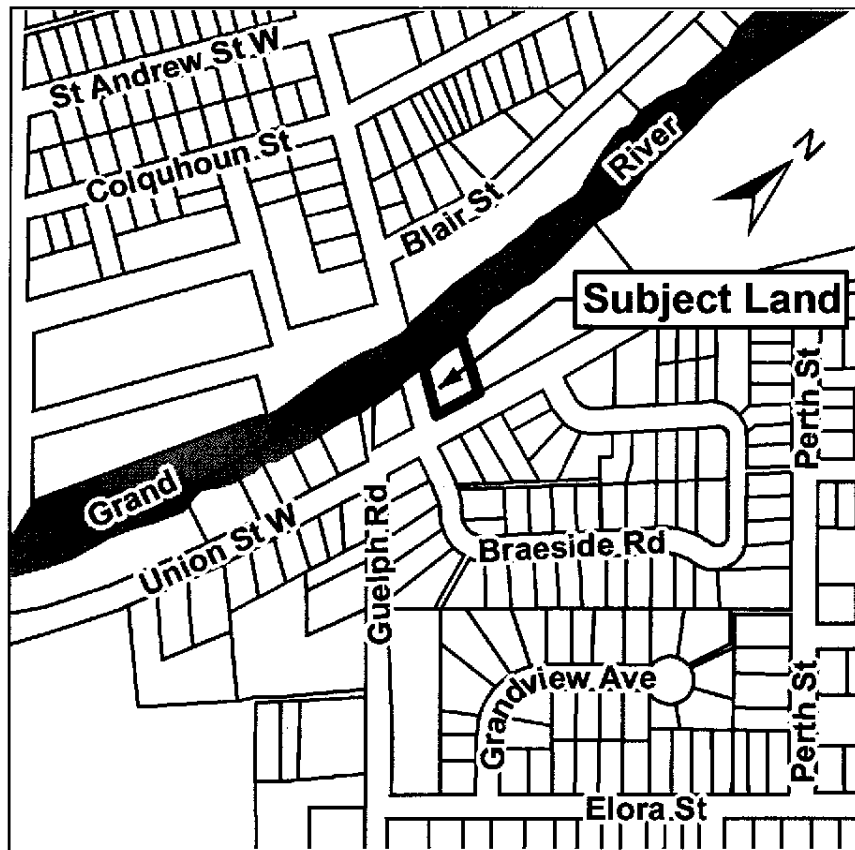 St Andrew St W
Colquhoun St
Blair St
River
N
Subject Land
Perth St
Grand
Union St W
Guelph Rd
Braeside Rd
Grandview Ave
Perth St
Elora St